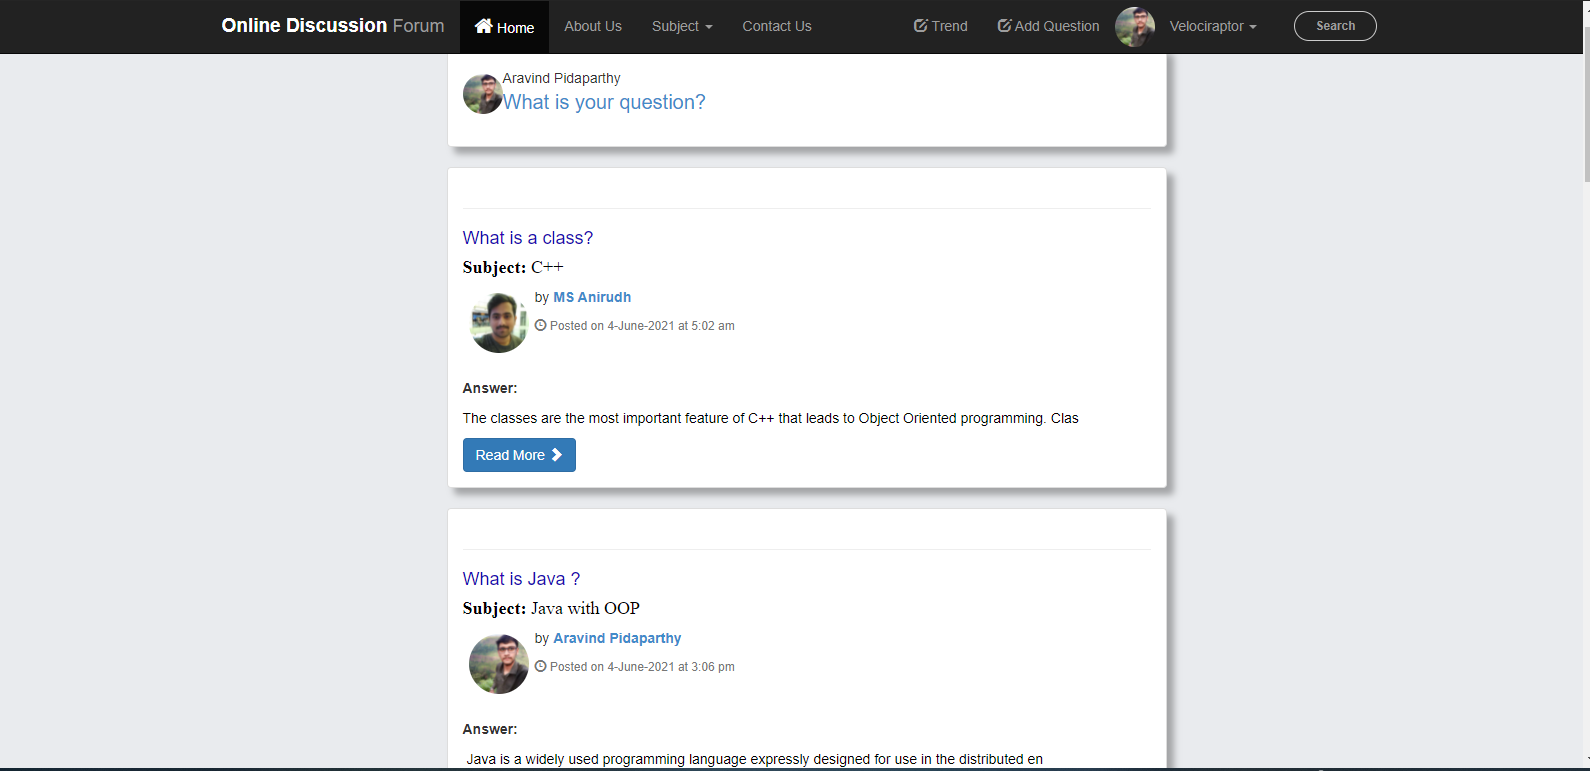 Online Discussion Forum Home About Us Subject Contact Us Trend Add Question Velociraptor Search
Aravind Pidaparthy
What is your question?
What is a class?
Subject: C++
by MS Anirudh
Posted on 4-June-2021 at 5:02 am
Answer:
The classes are the most important feature of C++ that leads to Object Oriented programming. Clas
Read More
What is Java ?
Subject: Java with OOP
by Aravind Pidaparthy
Posted on 4-June-2021 at 3:06 pm
Answer:
Java is a widely used programming language expressly designed for use in the distributed en